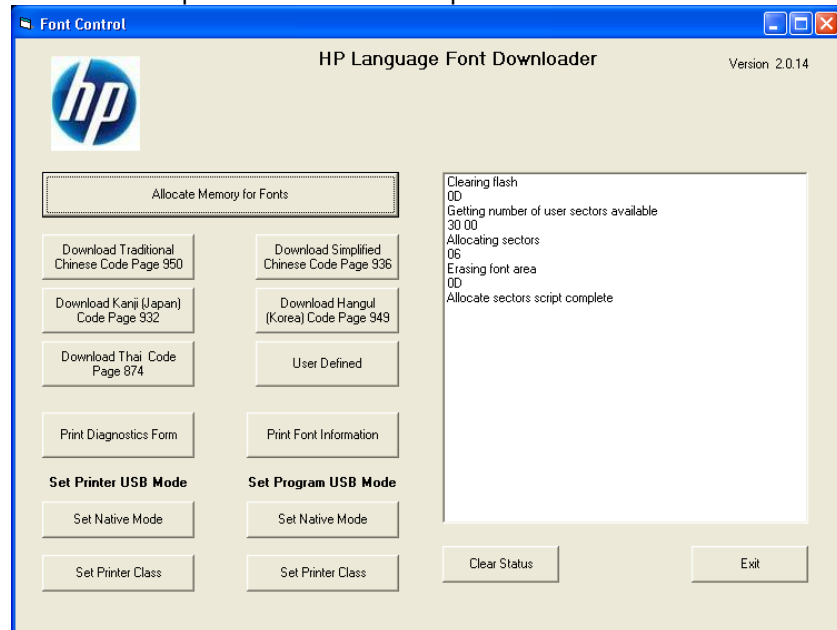 Font Control
HP Language Font Downloader
Version 2.0.14
hp
Allocate Memory for Fonts
Download Traditional
Chinese Code Page 950
Download Simplified
Chinese Code Page 936
Download Kanji (Japan)
Code Page 932
Download Hangul
(Korea) Code Page 949
Download Thai Code
Page 874
User Defined
Print Diagnostics Form
Print Font Information
Set Printer USB Mode
Set Program USB Mode
Set Native Mode
Set Native Mode
Set Printer Class
Set Printer Class
Clearing flash
0D
Getting number of user sectors available
30 00
Allocating sectors
06
Erasing font area
0D
Allocate sectors script complete
Clear Status
Exit